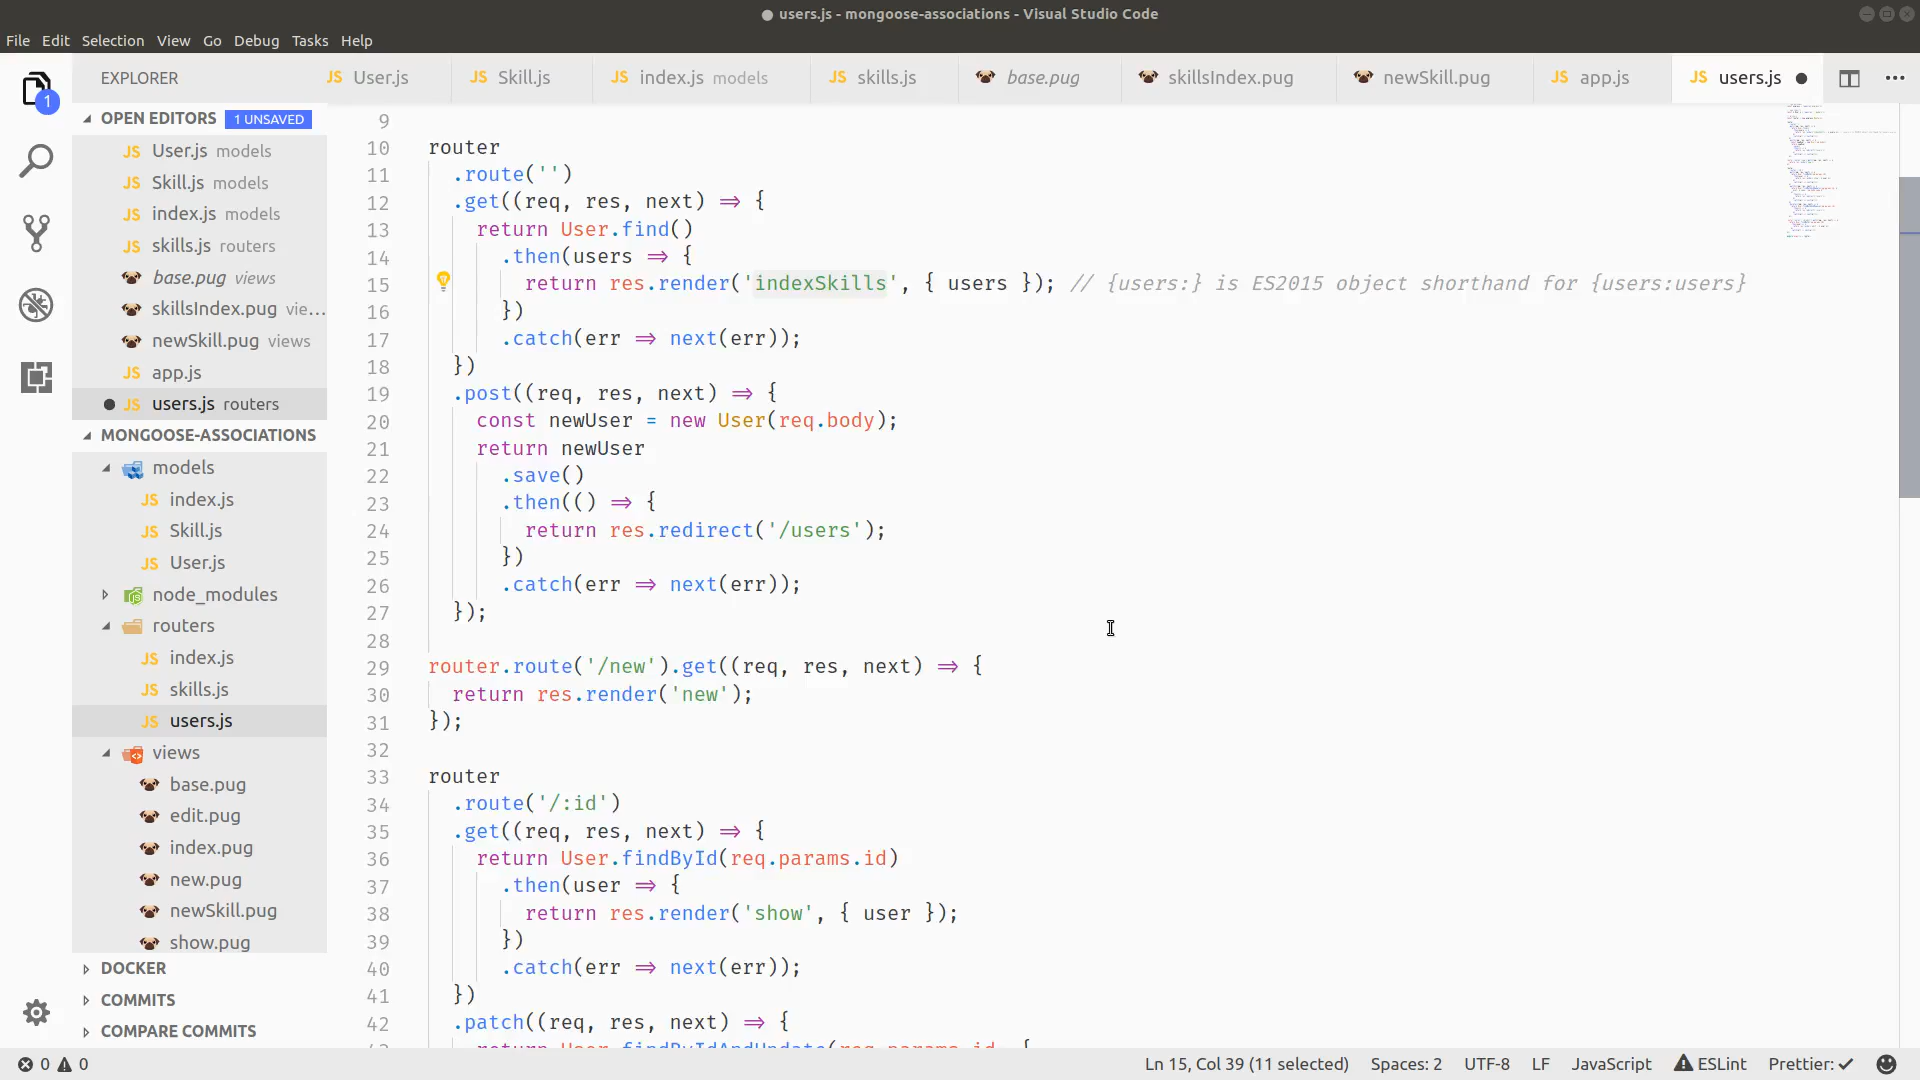 users.js - mongoose-associations - Visual Studio Code
File Edit Selection View Go Debug Tasks Help
EXPLORER
JS User.js JS Skill.js JS index.js models JS skills.js base.pug skillsIndex.pug newSkill.pug JS app.js JS users.js
1
OPEN EDITORS 1 UNSAVED
JS User.js models
JS Skill.js models
JS index.js models
JS skills.js routers
base.pug views
skillsIndex.pug vie...
newSkill.pug views
JS app.js
JS users.js routers
MONGOOSE-ASSOCIATIONS
models
JS index.js
JS Skill.js
JS User.js
node_modules
routers
JS index.js
JS skills.js
JS users.js
views
base.pug
edit.pug
index.pug
new.pug
newSkill.pug
show.pug
DOCKER
COMMITS
COMPARE COMMITS
9
10 router
11 .route('')
12 .get((req, res, next) => {
13 return User.find()
14 .then(users => {
15 return res.render('indexSkills', { users }); // {users:} is ES2015 object shorthand for {users:users}
16 })
17 .catch(err => next(err));
18 })
19 .post((req, res, next) => {
20 const newUser = new User(req.body);
21 return newUser
22 .save()
23 .then(() => {
24 return res.redirect('/users');
25 })
26 .catch(err => next(err));
27 });
28
29 router.route('/new').get((req, res, next) => {
30 return res.render('new');
31 });
32
33 router
34 .route('/:id')
35 .get((req, res, next) => {
36 return User.findById(req.params.id)
37 .then(user => {
38 return res.render('show', { user });
39 })
40 .catch(err => next(err));
41 })
42 .patch((req, res, next) => {
return User.findByIdAndUpdate(req.params.id, {
0 0 Ln 15, Col 39 (11 selected) Spaces: 2 UTF-8 LF JavaScript ESLint Prettier: ✓